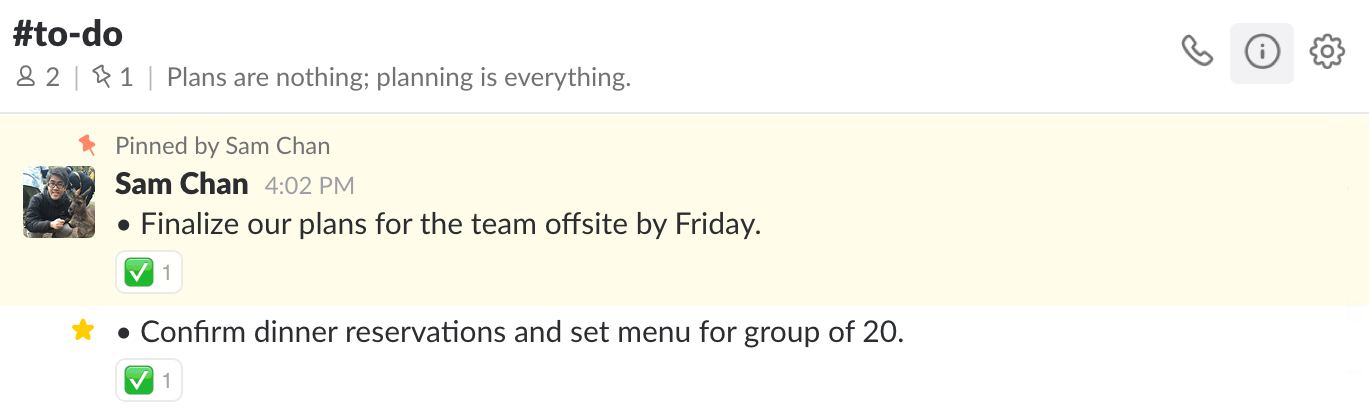 #to-do
2 | 1 | Plans are nothing; planning is everything.
Pinned by Sam Chan
Sam Chan 4:02 PM
• Finalize our plans for the team offsite by Friday.
✅ 1
• Confirm dinner reservations and set menu for group of 20.
✅ 1